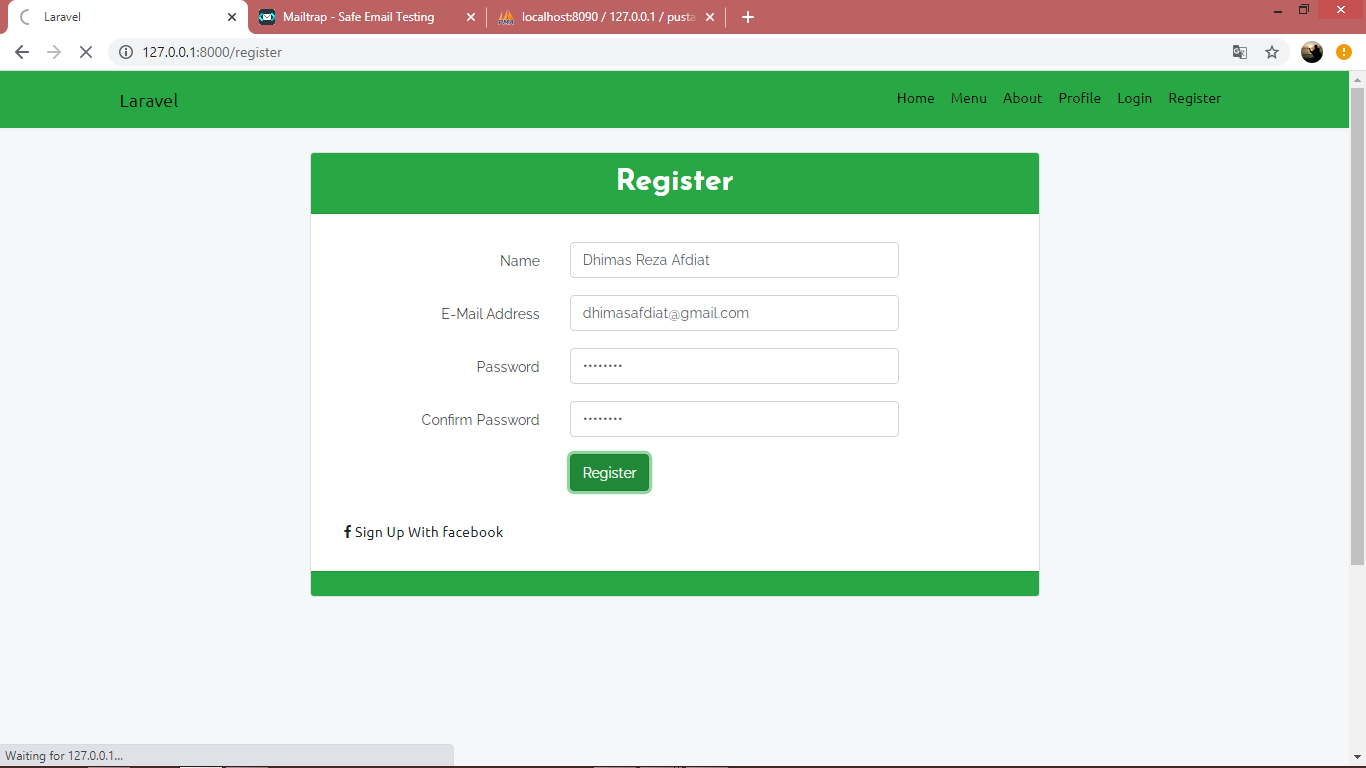 Laravel
Mailtrap - Safe Email Testing
localhost:8090 / 127.0.0.1 / pusta
127.0.0.1:8000/register
Laravel
Home Menu About Profile Login Register
Register
Name
Dhimas Reza Afdiat
E-Mail Address
dhimasafdiat@gmail.com
Password
••••••••
Confirm Password
••••••••
Register
Sign Up With facebook
Waiting for 127.0.0.1...